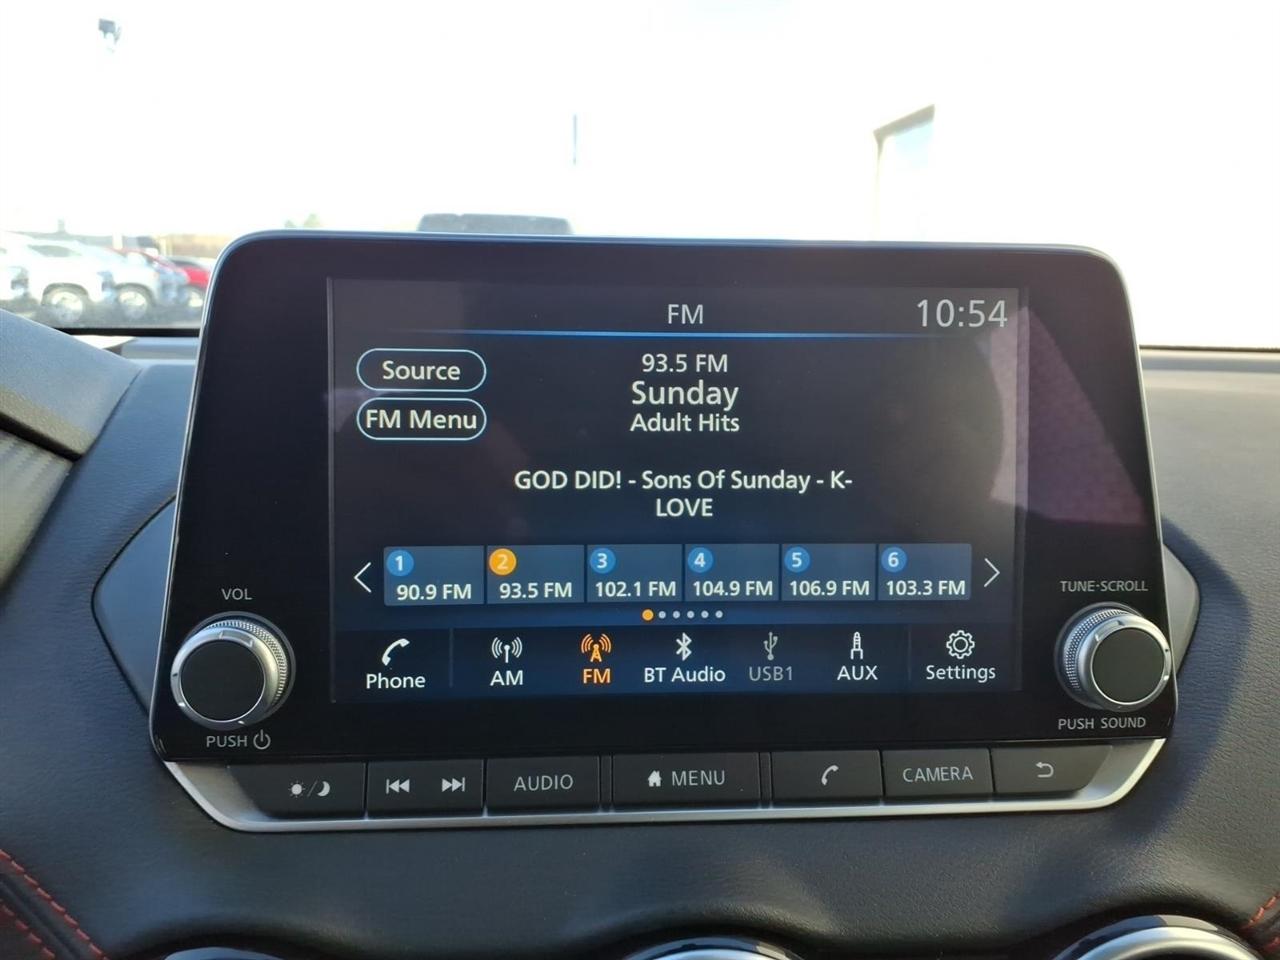 FM
10:54
Source
93.5 FM
Sunday
FM Menu
Adult Hits
GOD DID! - Sons Of Sunday - K-
LOVE
1 2 3 4 5 6
90.9 FM 93.5 FM 102.1 FM 104.9 FM 106.9 FM 103.3 FM
Phone AM FM BT Audio USB1 AUX Settings
VOL
PUSH
TUNE·SCROLL
PUSH SOUND
AUDIO MENU CAMERA